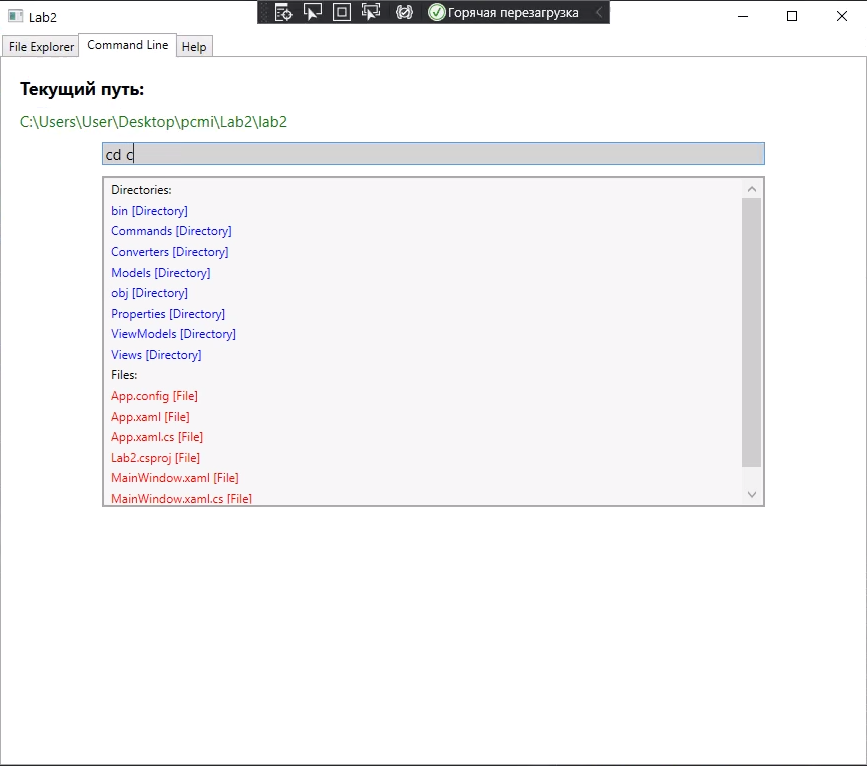 Lab2
Горячая перезагрузка
File Explorer
Command Line
Help
Текущий путь:
C:\Users\User\Desktop\pcmi\Lab2\lab2
cd c
Directories:
bin [Directory]
Commands [Directory]
Converters [Directory]
Models [Directory]
obj [Directory]
Properties [Directory]
ViewModels [Directory]
Views [Directory]
Files:
App.config [File]
App.xaml [File]
App.xaml.cs [File]
Lab2.csproj [File]
MainWindow.xaml [File]
MainWindow.xaml.cs [File]